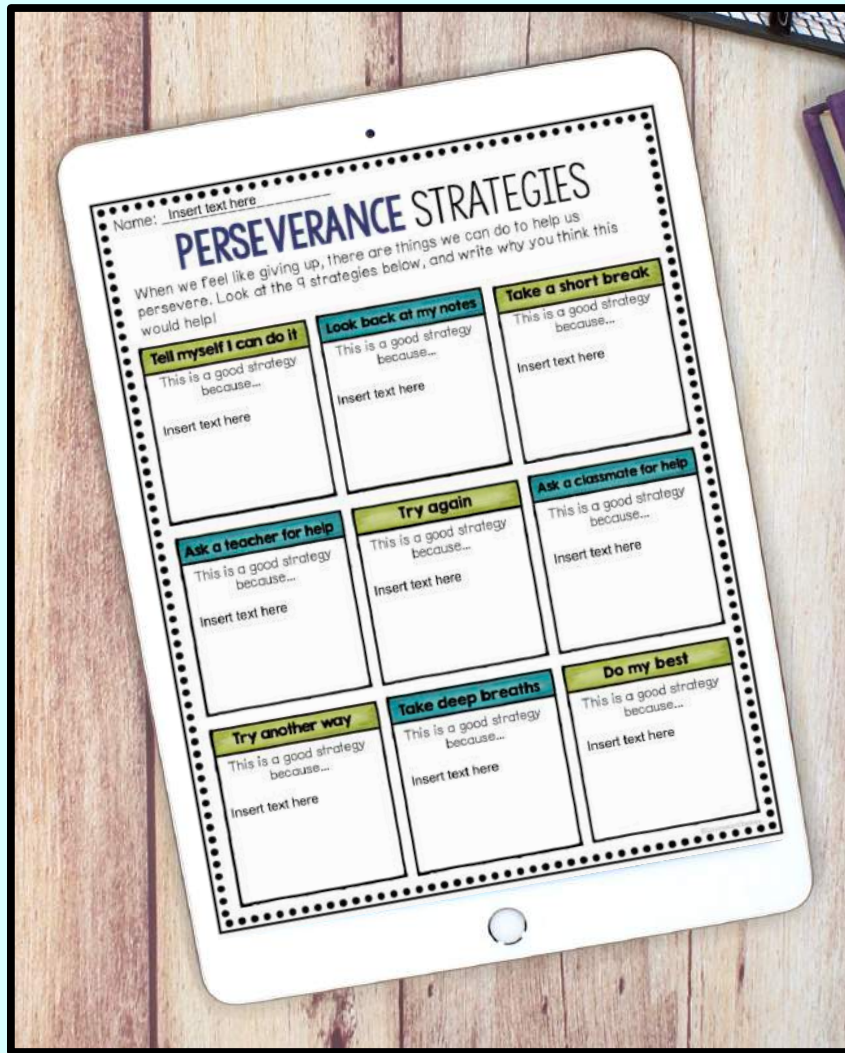 Name: Insert text here
PERSEVERANCE STRATEGIES
When we feel like giving up, there are things we can do to help us
persevere. Look at the 9 strategies below, and write why you think this
would help!
Tell myself I can do it
This is a good strategy
because...
Insert text here
Look back at my notes
This is a good strategy
because...
Insert text here
Take a short break
This is a good strategy
because...
Insert text here
Ask a teacher for help
This is a good strategy
because...
Insert text here
Try again
This is a good strategy
because...
Insert text here
Ask a classmate for help
This is a good strategy
because...
Insert text here
Try another way
This is a good strategy
because...
Insert text here
Take deep breaths
This is a good strategy
because...
Insert text here
Do my best
This is a good strategy
because...
Insert text here